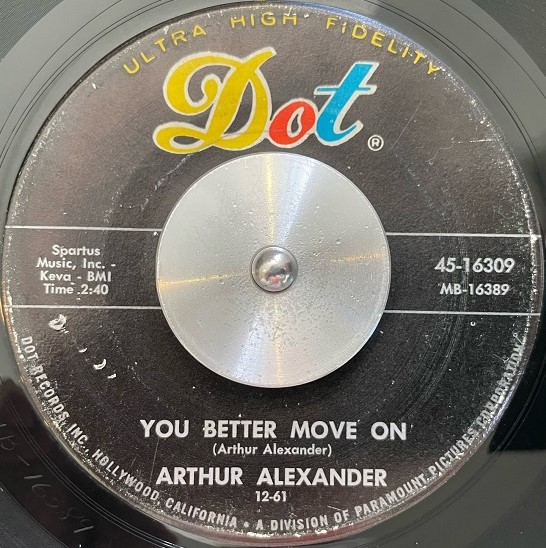 ULTRA HIGH FIDELITY
Dot®
Spartus
Music, Inc. -
Keva - BMI
Time 2:40
45-16309
MB-16389
YOU BETTER MOVE ON
(Arthur Alexander)
ARTHUR ALEXANDER
12-61
DOT RECORDS, INC. HOLLYWOOD, CALIFORNIA • A DIVISION OF PARAMOUNT PICTURES CORPORATION